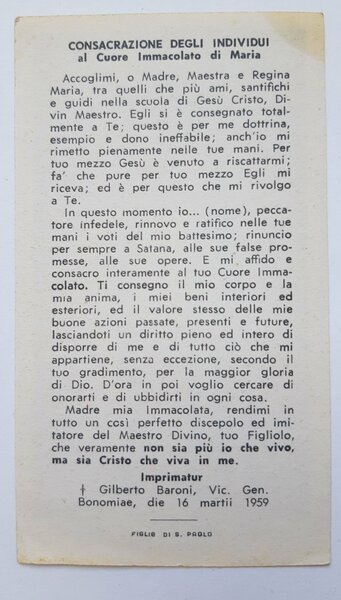 CONSACRAZIONE DEGLI INDIVIDUI
al Cuore Immacolato di Maria
Accoglimi, o Madre, Maestra e Regina
Maria, tra quelli che più ami, santifichi
e guidi nella scuola di Gesù Cristo, Di-
vin Maestro. Egli si è consegnato total-
mente a Te; questo è per me dottrina,
esempio e dono ineffabile; anch'io mi
rimetto pienamente nelle tue mani. Per
tuo mezzo Gesù è venuto a riscattarmi;
fa' che pure per tuo mezzo Egli mi
riceva; ed è per questo che mi rivolgo
a Te.
In questo momento io... (nome), pecca-
tore infedele, rinnovo e ratifico nelle tue
mani i voti del mio battesimo; rinuncio
per sempre a Satana, alle sue false pro-
messe, alle sue opere. E mi affido e
consacro interamente al tuo Cuore Imma-
colato. Ti consegno il mio corpo e la
mia anima, i miei beni interiori ed
esteriori, ed il valore stesso delle mie
buone azioni passate, presenti e future,
lasciandoti un diritto pieno ed intero di
disporre di me e di tutto ciò che mi
appartiene, senza eccezione, secondo il
tuo gradimento, per la maggior gloria
di Dio. D'ora in poi voglio cercare di
onorarti e di ubbidirti in ogni cosa.
Madre mia Immacolata, rendimi in
tutto un così perfetto discepolo ed imi-
tatore del Maestro Divino, tuo Figliolo,
che veramente non sia più io che vivo,
ma sia Cristo che viva in me.
Imprimatur
† Gilberto Baroni, Vic. Gen.
Bonomiae, die 16 martii 1959
FIGLIE DI S. PAOLO